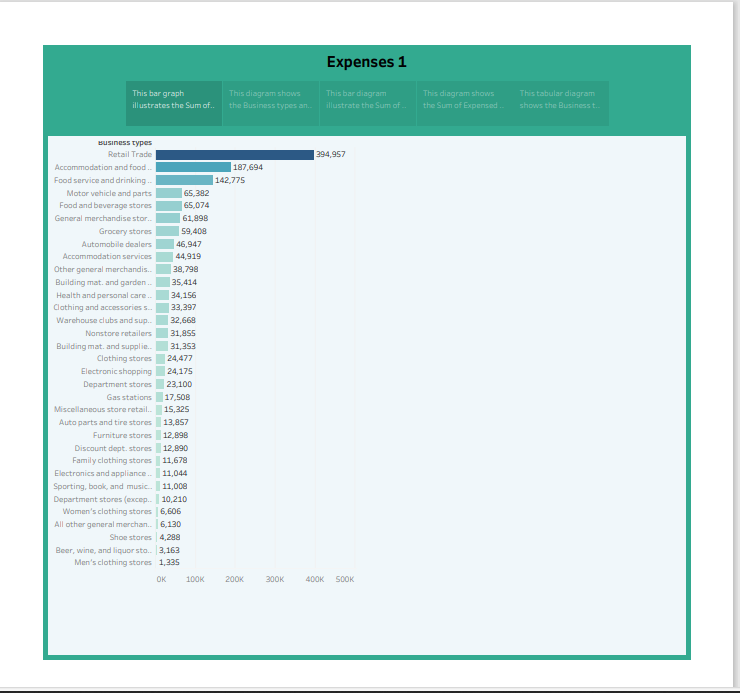 Expenses 1
This bar graph
illustrates the Sum of..
This diagram shows
the Business types an..
This bar diagram
illustrate the Sum of ..
This diagram shows
the Sum of Expensed ..
This tabular diagram
shows the Business t..
Business types
Retail Trade 394,957
Accommodation and food .. 187,694
Food service and drinking .. 142,775
Motor vehicle and parts 65,382
Food and beverage stores 65,074
General merchandise stor.. 61,898
Grocery stores 59,408
Automobile dealers 46,947
Accommodation services 44,919
Other general merchandis.. 38,798
Building mat. and garden .. 35,414
Health and personal care .. 34,156
Clothing and accessories s.. 33,397
Warehouse clubs and sup.. 32,668
Nonstore retailers 31,855
Building mat. and supplie.. 31,353
Clothing stores 24,477
Electronic shopping 24,175
Department stores 23,100
Gas stations 17,508
Miscellaneous store retail.. 15,325
Auto parts and tire stores 13,857
Furniture stores 12,898
Discount dept. stores 12,890
Family clothing stores 11,678
Electronics and appliance .. 11,044
Sporting, book, and music.. 11,008
Department stores (excep.. 10,210
Women's clothing stores 6,606
All other general merchan.. 6,130
Shoe stores 4,288
Beer, wine, and liquor sto.. 3,163
Men's clothing stores 1,335
0K 100K 200K 300K 400K 500K